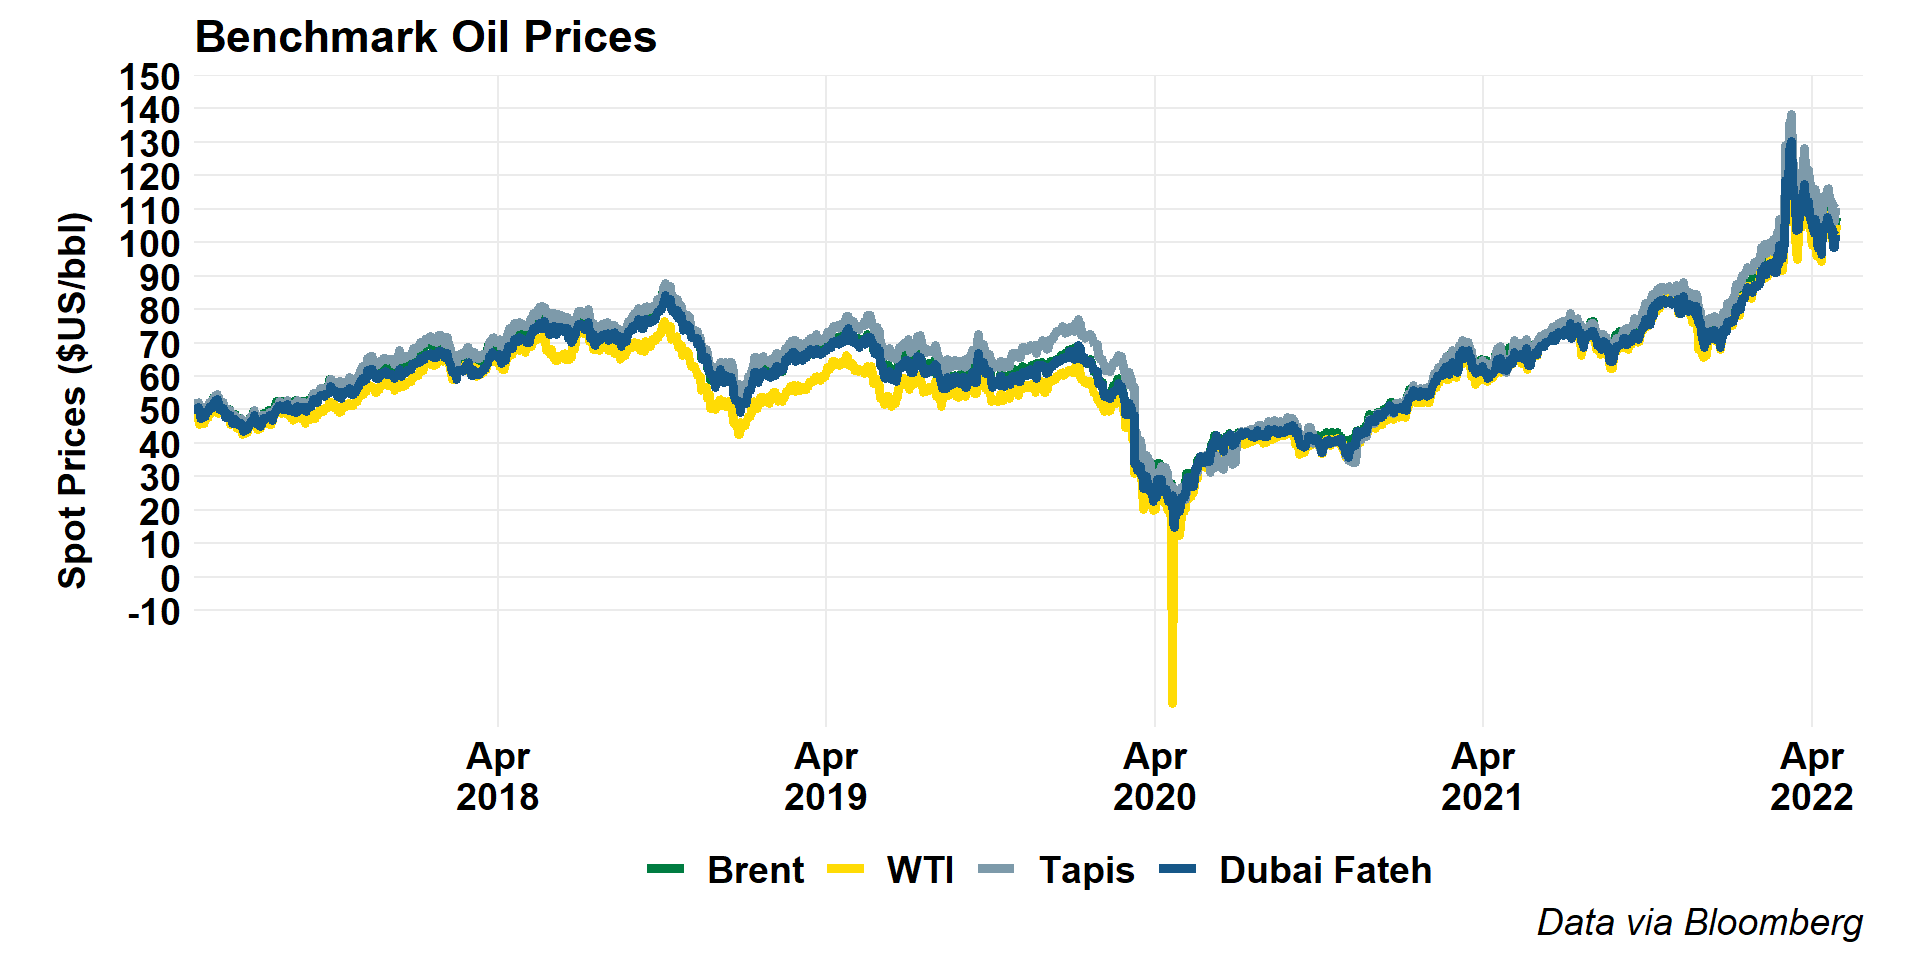 Benchmark Oil Prices
Spot Prices ($US/bbl)
150
140
130
120
110
100
90
80
70
60
50
40
30
20
10
0
-10
Apr Apr Apr Apr Apr
2018 2019 2020 2021 2022
Brent WTI Tapis Dubai Fateh
Data via Bloomberg